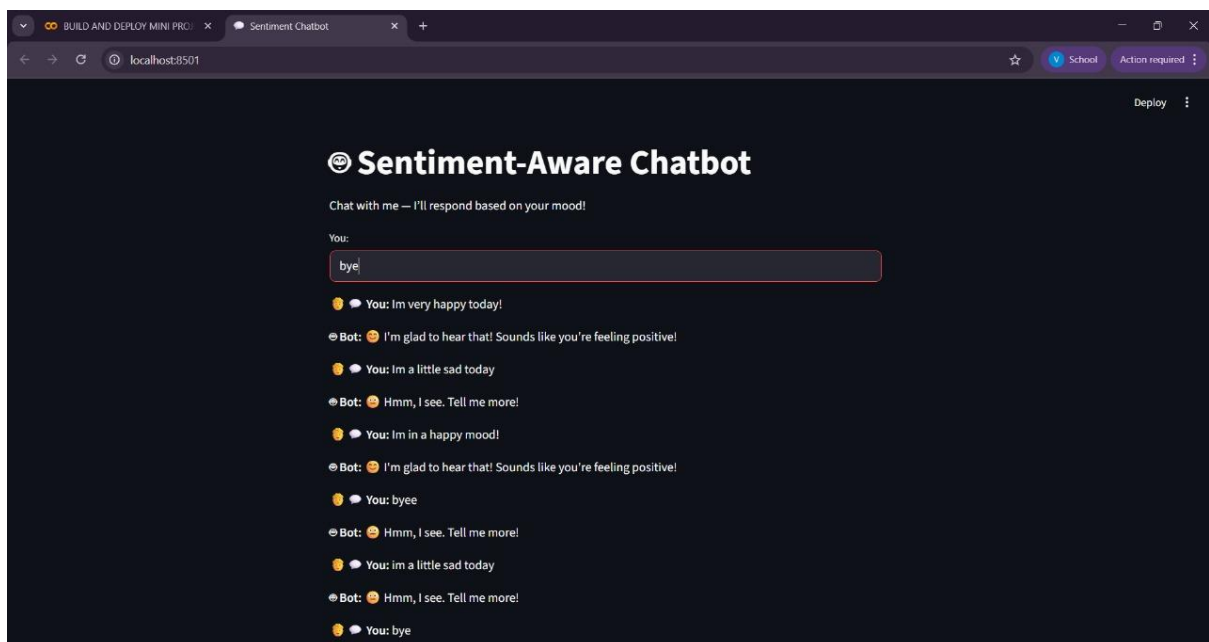 BUILD AND DEPLOY MINI PROJ
Sentiment Chatbot
localhost:8501
V School
Action required
Deploy
Sentiment-Aware Chatbot
Chat with me — I'll respond based on your mood!
You:
bye
You: Im very happy today!
Bot: 😊 I'm glad to hear that! Sounds like you're feeling positive!
You: Im a little sad today
Bot: 😐 Hmm, I see. Tell me more!
You: Im in a happy mood!
Bot: 😊 I'm glad to hear that! Sounds like you're feeling positive!
You: byee
Bot: 😐 Hmm, I see. Tell me more!
You: im a little sad today
Bot: 😐 Hmm, I see. Tell me more!
You: bye